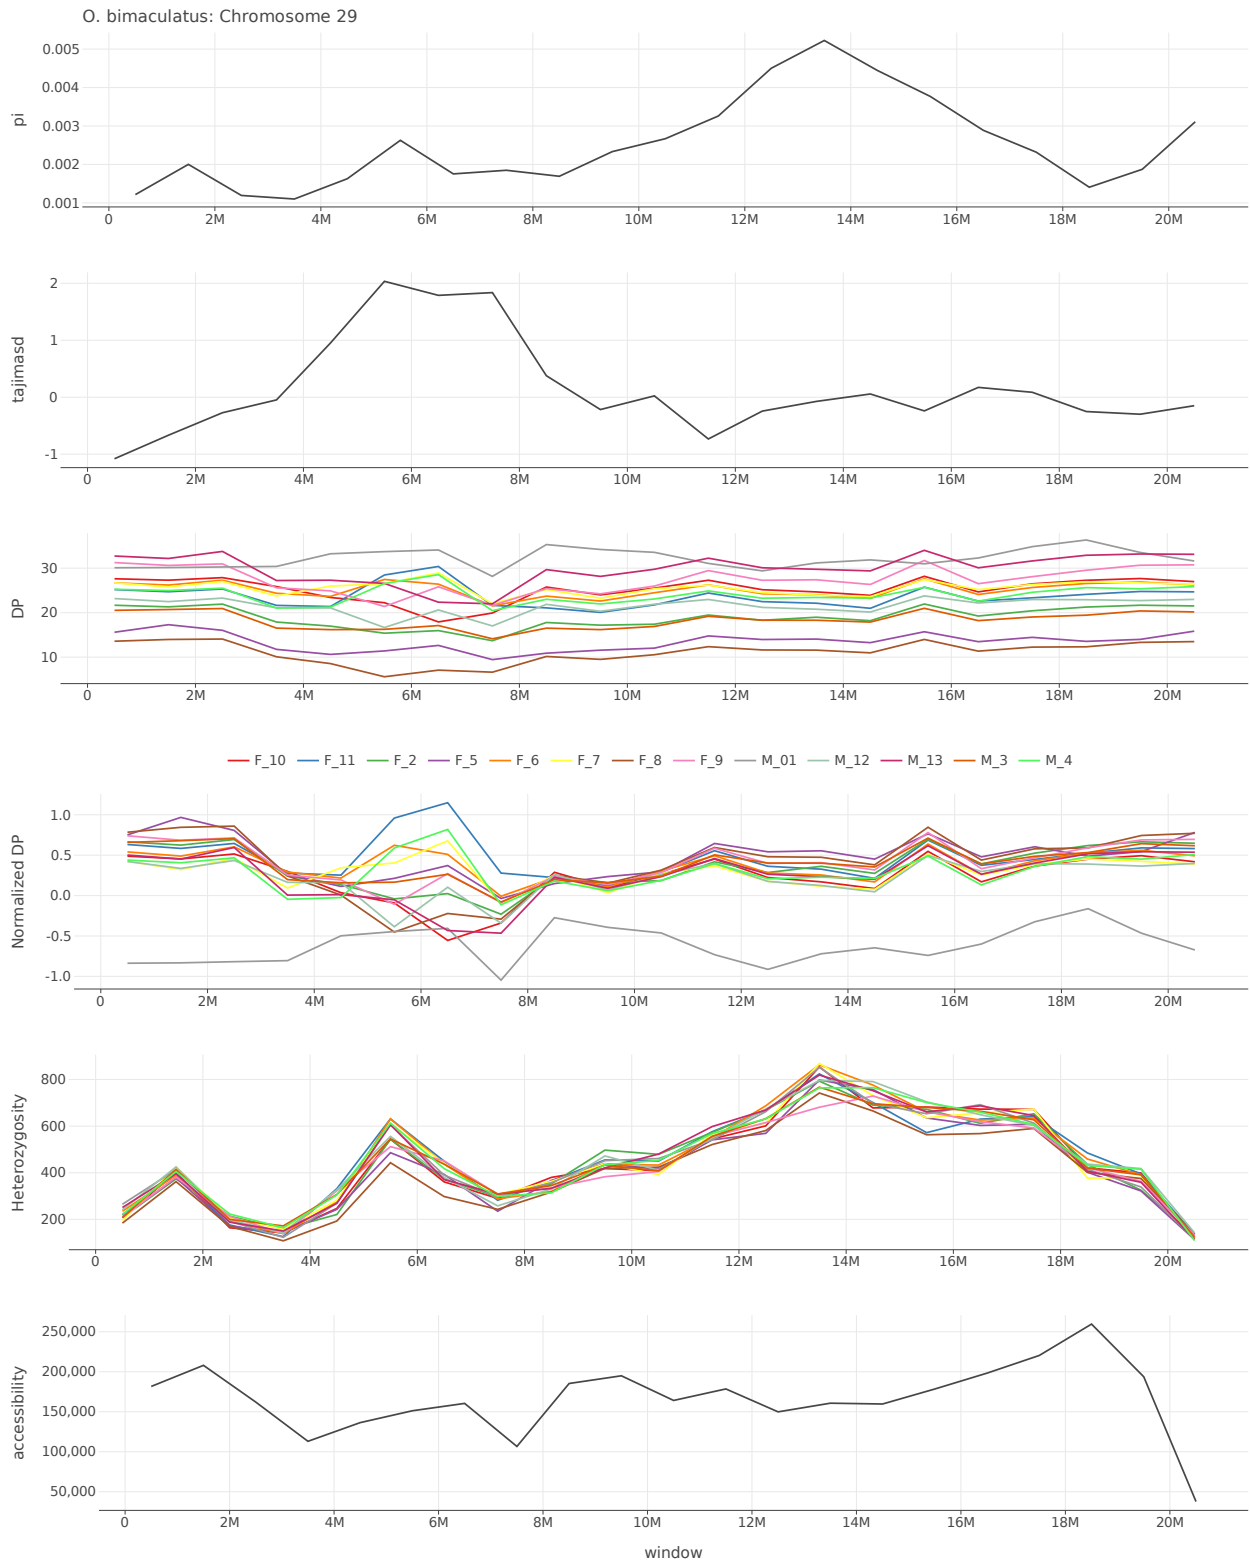 O. bimaculatus: Chromosome 29
pi
0.005
0.004
0.003
0.002
0.001
0 2M 4M 6M 8M 10M 12M 14M 16M 18M 20M
tajimasd
2
1
0
-1
0 2M 4M 6M 8M 10M 12M 14M 16M 18M 20M
DP
30
20
10
0 2M 4M 6M 8M 10M 12M 14M 16M 18M 20M
F_10 F_11 F_2 F_5 F_6 F_7 F_8 F_9 M_01 M_12 M_13 M_3 M_4
Normalized DP
1.0
0.5
0.0
-0.5
-1.0
0 2M 4M 6M 8M 10M 12M 14M 16M 18M 20M
Heterozygosity
800
600
400
200
0 2M 4M 6M 8M 10M 12M 14M 16M 18M 20M
accessibility
250,000
200,000
150,000
100,000
50,000
0 2M 4M 6M 8M 10M 12M 14M 16M 18M 20M
window